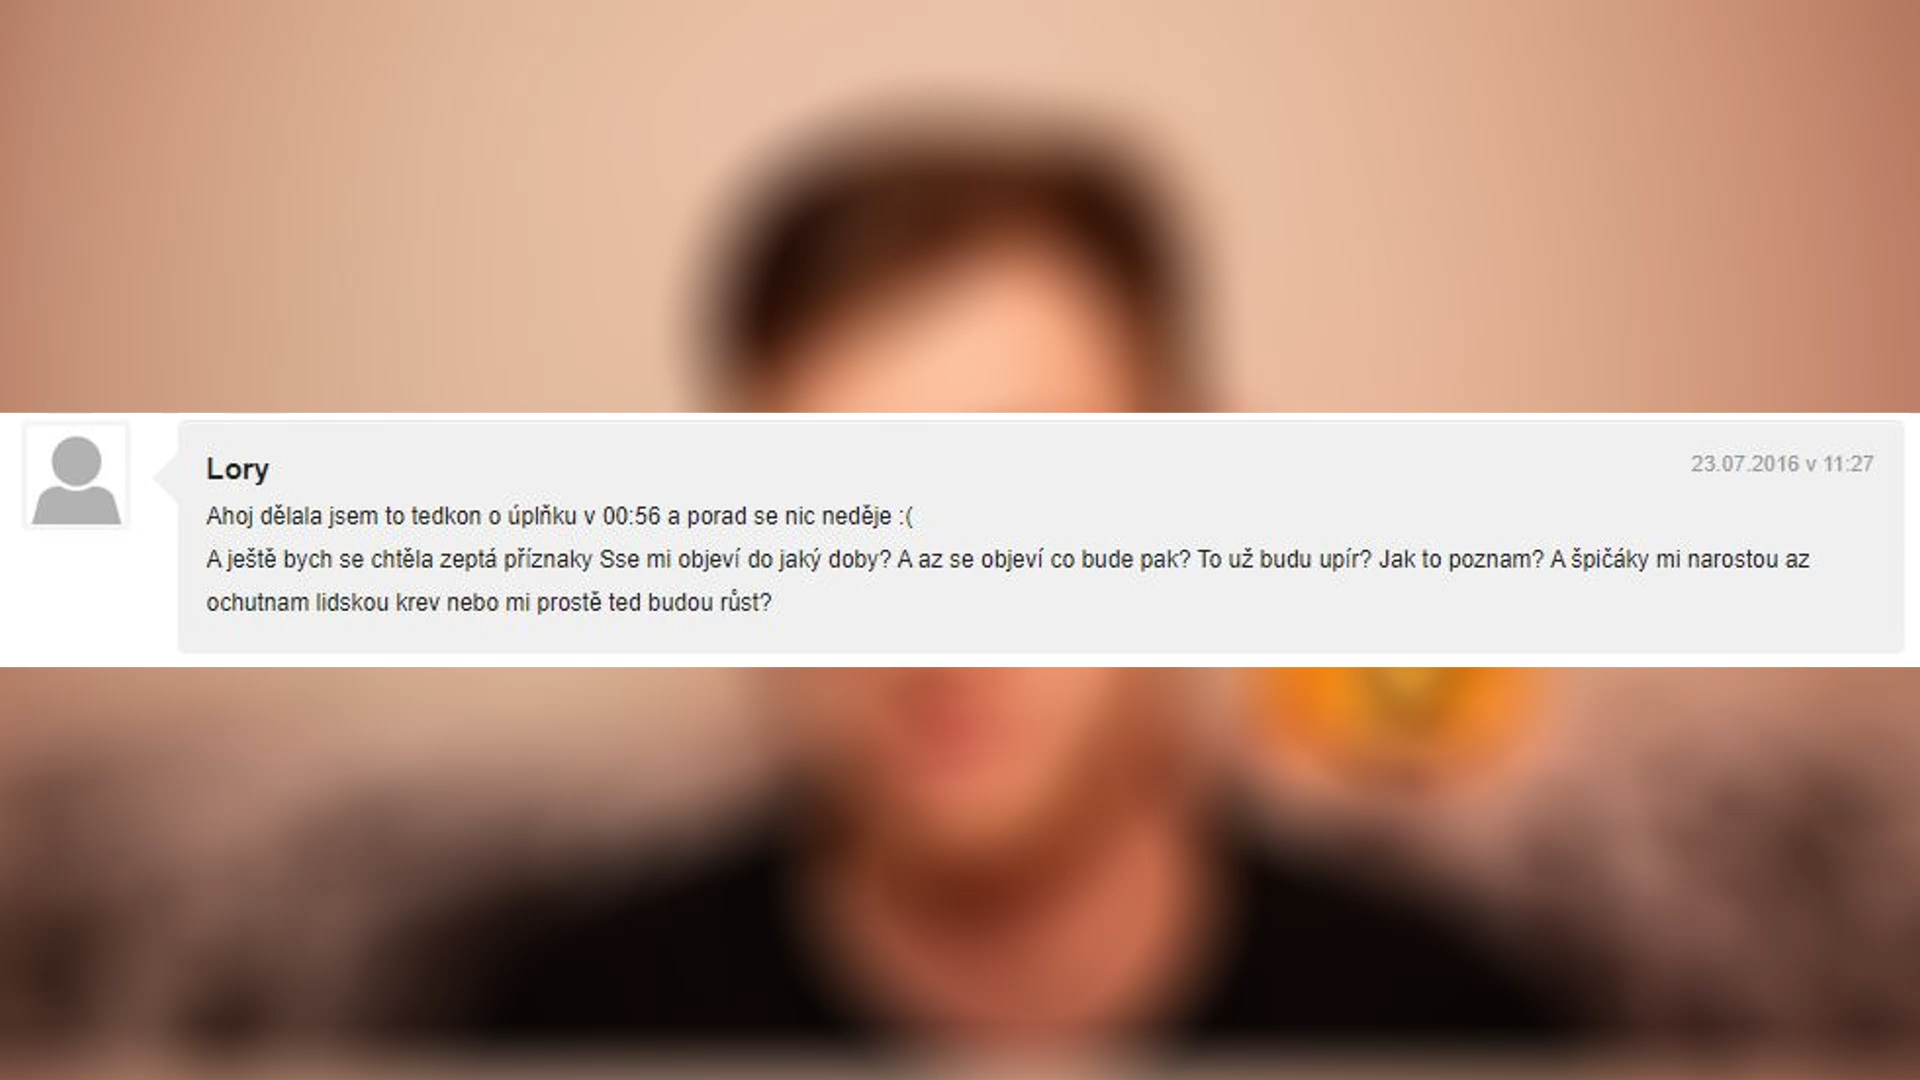 Lory
23.07.2016 v 11:27
Ahoj dělala jsem to tedkon o úplňku v 00:56 a porad se nic neděje :(
A ještě bych se chtěla zeptá příznaky Sse mi objeví do jaký doby? A az se objeví co bude pak? To už budu upír? Jak to poznam? A špičáky mi narostou az
ochutnam lidskou krev nebo mi prostě ted budou růst?